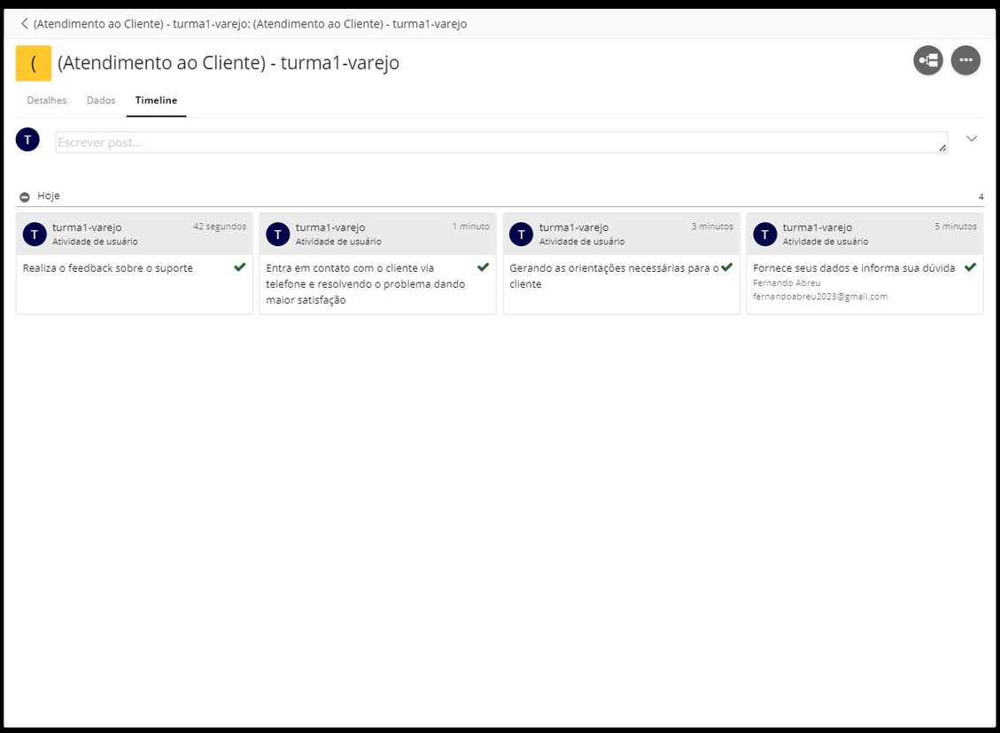 (Atendimento ao Cliente) - turma1-varejo: (Atendimento ao Cliente) - turma1-varejo
( (Atendimento ao Cliente) - turma1-varejo
Detalhes Dados Timeline
T Escrever post...
Hoje 4
T turma1-varejo 42 segundos
Atividade de usuário
Realiza o feedback sobre o suporte
T turma1-varejo 1 minuto
Atividade de usuário
Entra em contato com o cliente via
telefone e resolvendo o problema dando
maior satisfação
T turma1-varejo 3 minutos
Atividade de usuário
Gerando as orientações necessárias para o
cliente
T turma1-varejo 5 minutos
Atividade de usuário
Fornece seus dados e informa sua dúvida
Fernando Abreu
fernandoabreu2023@gmail.com